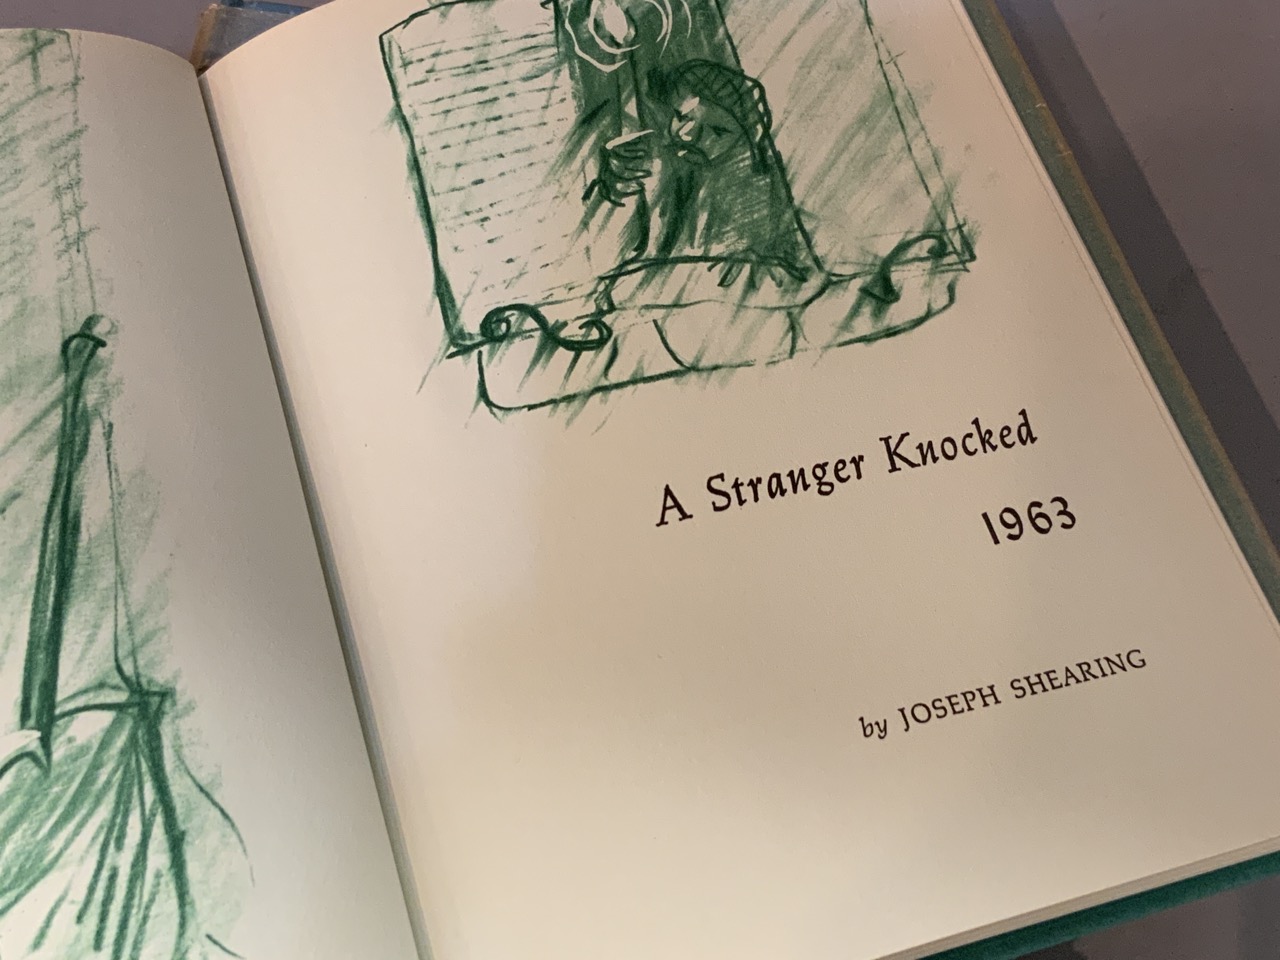 A Stranger Knocked
1963
by JOSEPH SHEARING